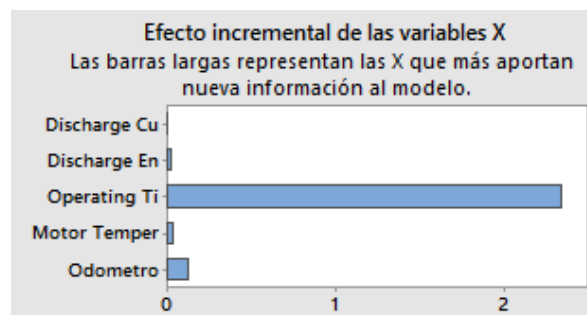 Efecto incremental de las variables X
Las barras largas representan las X que más aportan
nueva información al modelo.
Discharge Cu
Discharge En
Operating Ti
Motor Temper
Odometro
0 1 2